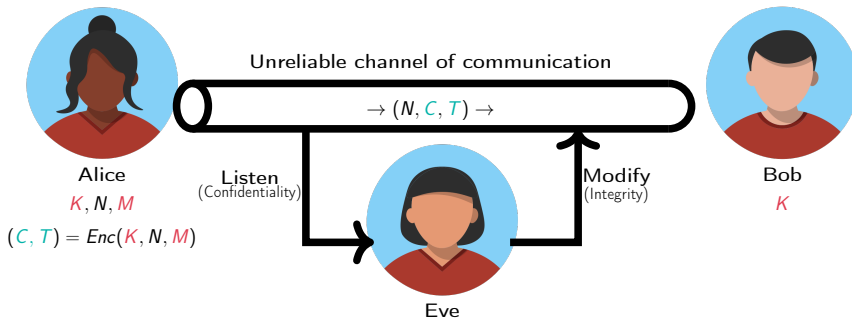 Unreliable channel of communication
→ (N, C, T) →
Alice
K, N, M
(C, T) = Enc(K, N, M)
Listen
(Confidentiality)
Eve
Modify
(Integrity)
Bob
K